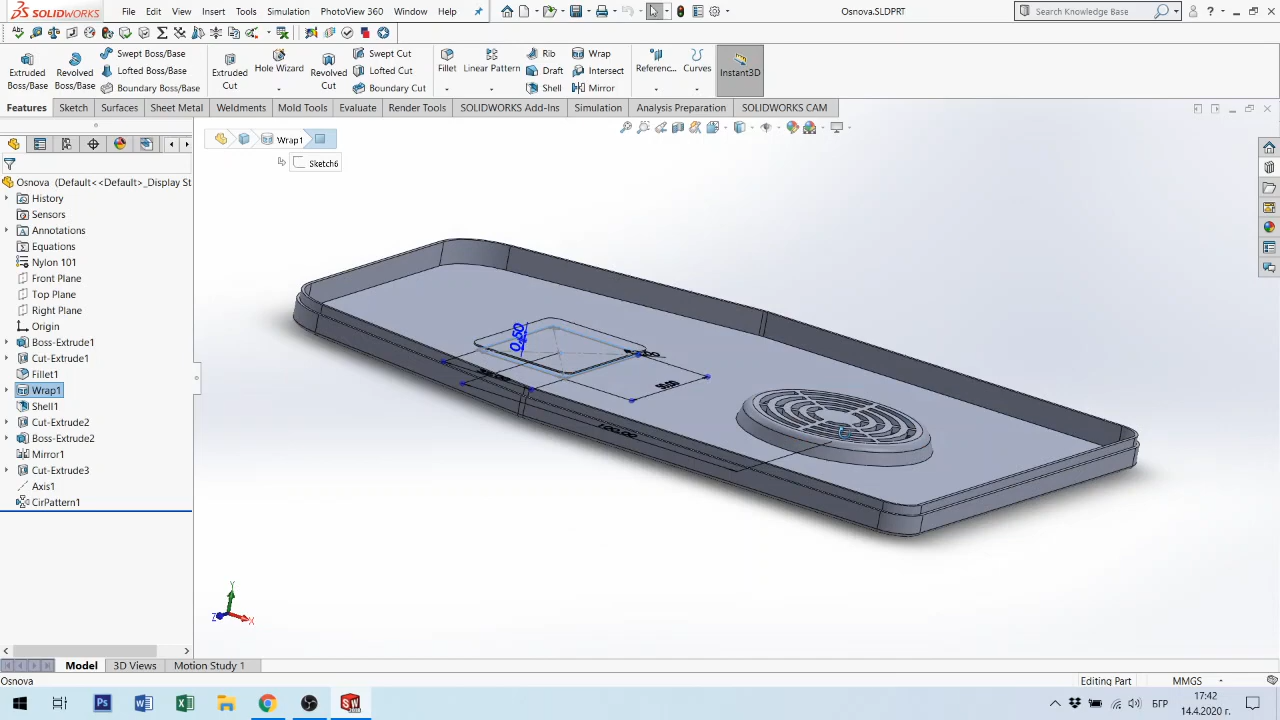 SOLIDWORKS File Edit View Insert Tools Simulation PhotoView 360 Window Help Osnova.SLDPRT Search Knowledge Base
Extruded Boss/Base
Revolved Boss/Base
Swept Boss/Base
Lofted Boss/Base
Boundary Boss/Base
Extruded Cut
Hole Wizard
Revolved Cut
Swept Cut
Lofted Cut
Boundary Cut
Fillet
Linear Pattern
Rib
Draft
Shell
Wrap
Intersect
Mirror
Referenc...
Curves
Instant3D
Features Sketch Surfaces Sheet Metal Weldments Mold Tools Evaluate Render Tools SOLIDWORKS Add-Ins Simulation Analysis Preparation SOLIDWORKS CAM
Wrap1
Sketch6
Osnova (Default<<Default>_Display St
History
Sensors
Annotations
Equations
Nylon 101
Front Plane
Top Plane
Right Plane
Origin
Boss-Extrude1
Cut-Extrude1
Fillet1
Wrap1
Shell1
Cut-Extrude2
Boss-Extrude2
Mirror1
Cut-Extrude3
Axis1
CirPattern1
0,50
100,00
Y
Z
X
Model 3D Views Motion Study 1
Osnova Editing Part MMGS
Ps
БГР
17:42
14.4.2020 г.